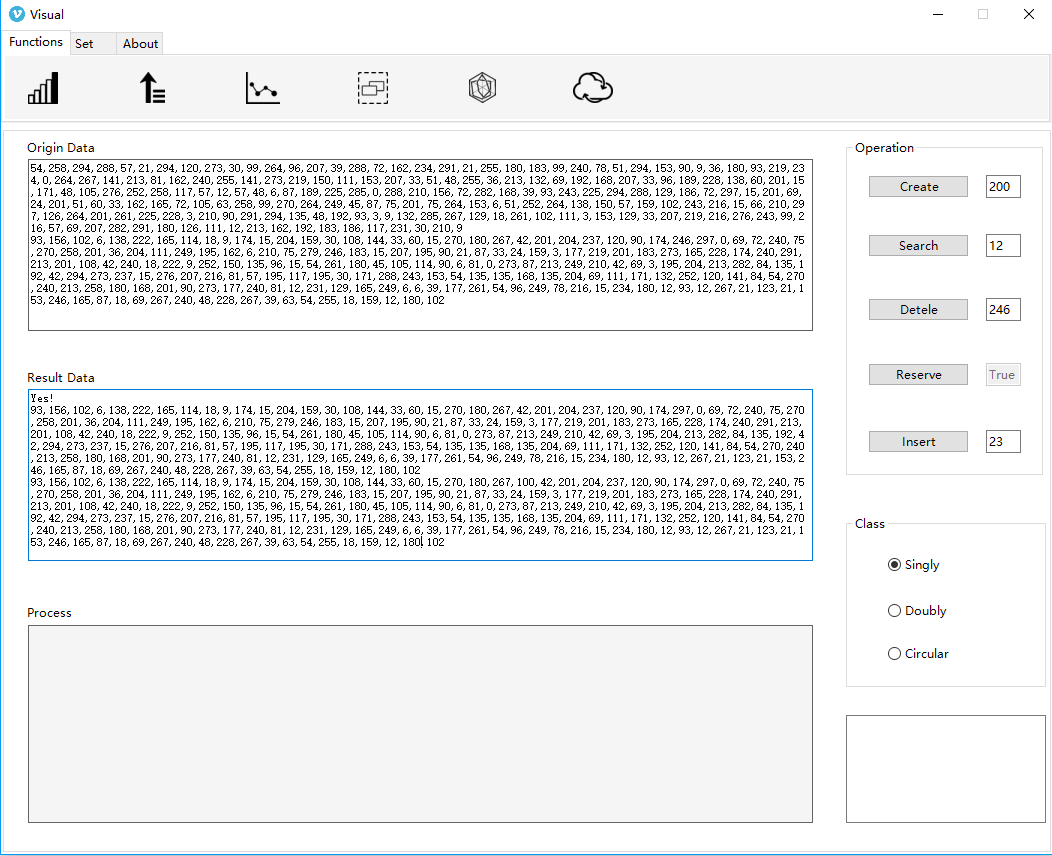 Visual
Functions Set About
Origin Data
54, 258, 294, 288, 57, 21, 294, 120, 273, 30, 99, 264, 96, 207, 39, 288, 72, 162, 234, 291, 21, 255, 180, 183, 99, 240, 78, 51, 294, 153, 90, 9, 36, 180, 93, 219, 23
4, 0, 264, 267, 141, 213, 81, 162, 240, 255, 141, 273, 219, 150, 111, 153, 207, 33, 51, 48, 255, 36, 213, 132, 69, 192, 168, 207, 33, 96, 189, 228, 138, 60, 201, 15
, 171, 48, 105, 276, 252, 258, 117, 57, 12, 57, 48, 6, 87, 189, 225, 285, 0, 288, 210, 156, 72, 282, 168, 39, 93, 243, 225, 294, 288, 129, 186, 72, 297, 15, 201, 69,
24, 201, 51, 60, 33, 162, 165, 72, 105, 63, 258, 99, 270, 264, 249, 45, 87, 75, 201, 75, 264, 153, 6, 51, 252, 264, 138, 150, 57, 159, 102, 243, 216, 15, 66, 210, 29
7, 126, 264, 201, 261, 225, 228, 3, 210, 90, 291, 294, 135, 48, 192, 93, 3, 9, 132, 285, 267, 129, 18, 261, 102, 111, 3, 153, 129, 33, 207, 219, 216, 276, 243, 99, 2
16, 57, 69, 207, 282, 291, 180, 126, 111, 12, 213, 162, 192, 183, 186, 117, 231, 30, 210, 9
93, 156, 102, 6, 138, 222, 165, 114, 18, 9, 174, 15, 204, 159, 30, 108, 144, 33, 60, 15, 270, 180, 267, 42, 201, 204, 237, 120, 90, 174, 246, 297, 0, 69, 72, 240, 75,
270, 258, 201, 36, 204, 111, 249, 195, 162, 6, 210, 75, 279, 246, 183, 15, 207, 195, 90, 21, 87, 33, 24, 159, 3, 177, 219, 201, 183, 273, 165, 228, 174, 240, 291,
213, 201, 108, 42, 240, 18, 222, 9, 252, 150, 135, 96, 15, 54, 261, 180, 45, 105, 114, 90, 6, 81, 0, 273, 87, 213, 249, 210, 42, 69, 3, 195, 204, 213, 282, 84, 135, 1
92, 42, 294, 273, 237, 15, 276, 207, 216, 81, 57, 195, 117, 195, 30, 171, 288, 243, 153, 54, 135, 135, 168, 135, 204, 69, 111, 171, 132, 252, 120, 141, 84, 54, 270
, 240, 213, 258, 180, 168, 201, 90, 273, 177, 240, 81, 12, 231, 129, 165, 249, 6, 6, 39, 177, 261, 54, 96, 249, 78, 216, 15, 234, 180, 12, 93, 12, 267, 21, 123, 21, 1
53, 246, 165, 87, 18, 69, 267, 240, 48, 228, 267, 39, 63, 54, 255, 18, 159, 12, 180, 102
Result Data
Yes!
93, 156, 102, 6, 138, 222, 165, 114, 18, 9, 174, 15, 204, 159, 30, 108, 144, 33, 60, 15, 270, 180, 267, 42, 201, 204, 237, 120, 90, 174, 297, 0, 69, 72, 240, 75, 270
, 258, 201, 36, 204, 111, 249, 195, 162, 6, 210, 75, 279, 246, 183, 15, 207, 195, 90, 21, 87, 33, 24, 159, 3, 177, 219, 201, 183, 273, 165, 228, 174, 240, 291, 213,
201, 108, 42, 240, 18, 222, 9, 252, 150, 135, 96, 15, 54, 261, 180, 45, 105, 114, 90, 6, 81, 0, 273, 87, 213, 249, 210, 42, 69, 3, 195, 204, 213, 282, 84, 135, 192, 4
2, 294, 273, 237, 15, 276, 207, 216, 81, 57, 195, 117, 195, 30, 171, 288, 243, 153, 54, 135, 135, 168, 135, 204, 69, 111, 171, 132, 252, 120, 141, 84, 54, 270, 240
, 213, 258, 180, 168, 201, 90, 273, 177, 240, 81, 12, 231, 129, 165, 249, 6, 6, 39, 177, 261, 54, 96, 249, 78, 216, 15, 234, 180, 12, 93, 12, 267, 21, 123, 21, 153, 2
46, 165, 87, 18, 69, 267, 240, 48, 228, 267, 39, 63, 54, 255, 18, 159, 12, 180, 102
93, 156, 102, 6, 138, 222, 165, 114, 18, 9, 174, 15, 204, 159, 30, 108, 144, 33, 60, 15, 270, 180, 267, 100, 42, 201, 204, 237, 120, 90, 174, 297, 0, 69, 72, 240, 75
, 270, 258, 201, 36, 204, 111, 249, 195, 162, 6, 210, 75, 279, 246, 183, 15, 207, 195, 90, 21, 87, 33, 24, 159, 3, 177, 219, 201, 183, 273, 165, 228, 174, 240, 291,
213, 201, 108, 42, 240, 18, 222, 9, 252, 150, 135, 96, 15, 54, 261, 180, 45, 105, 114, 90, 6, 81, 0, 273, 87, 213, 249, 210, 42, 69, 3, 195, 204, 213, 282, 84, 135, 1
92, 42, 294, 273, 237, 15, 276, 207, 216, 81, 57, 195, 117, 195, 30, 171, 288, 243, 153, 54, 135, 135, 168, 135, 204, 69, 111, 171, 132, 252, 120, 141, 84, 54, 270
, 240, 213, 258, 180, 168, 201, 90, 273, 177, 240, 81, 12, 231, 129, 165, 249, 6, 6, 39, 177, 261, 54, 96, 249, 78, 216, 15, 234, 180, 12, 93, 12, 267, 21, 123, 21, 1
53, 246, 165, 87, 18, 69, 267, 240, 48, 228, 267, 39, 63, 54, 255, 18, 159, 12, 180, 102
Process
Operation
Create 200
Search 12
Detele 246
Reserve True
Insert 23
Class
Singly
Doubly
Circular